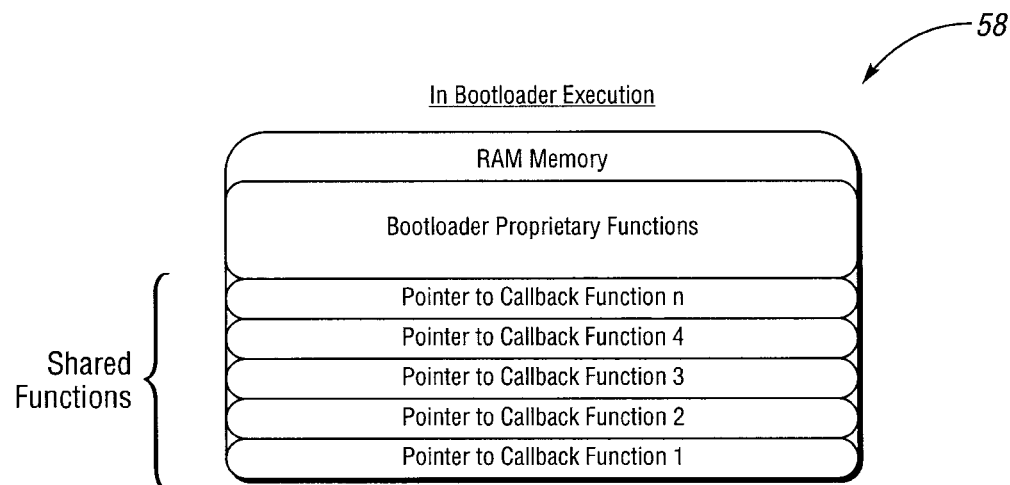 58
In Bootloader Execution
RAM Memory
Bootloader Proprietary Functions
Pointer to Callback Function n
Pointer to Callback Function 4
Pointer to Callback Function 3
Pointer to Callback Function 2
Pointer to Callback Function 1
Shared
Functions